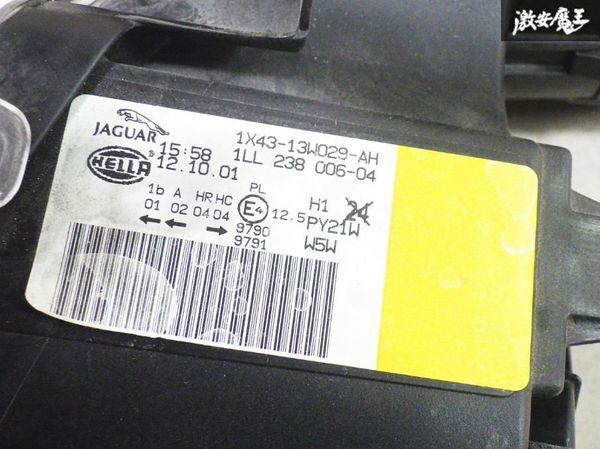 激安魔王
JAGUAR
15:58 1X43-13W029-AH
HELLA ® 12.10.01 1LL 238 006-04
1b A HR HC PL H1 24
01 02 04 04 E4 12.5 PY21W
9790 W5W
9791